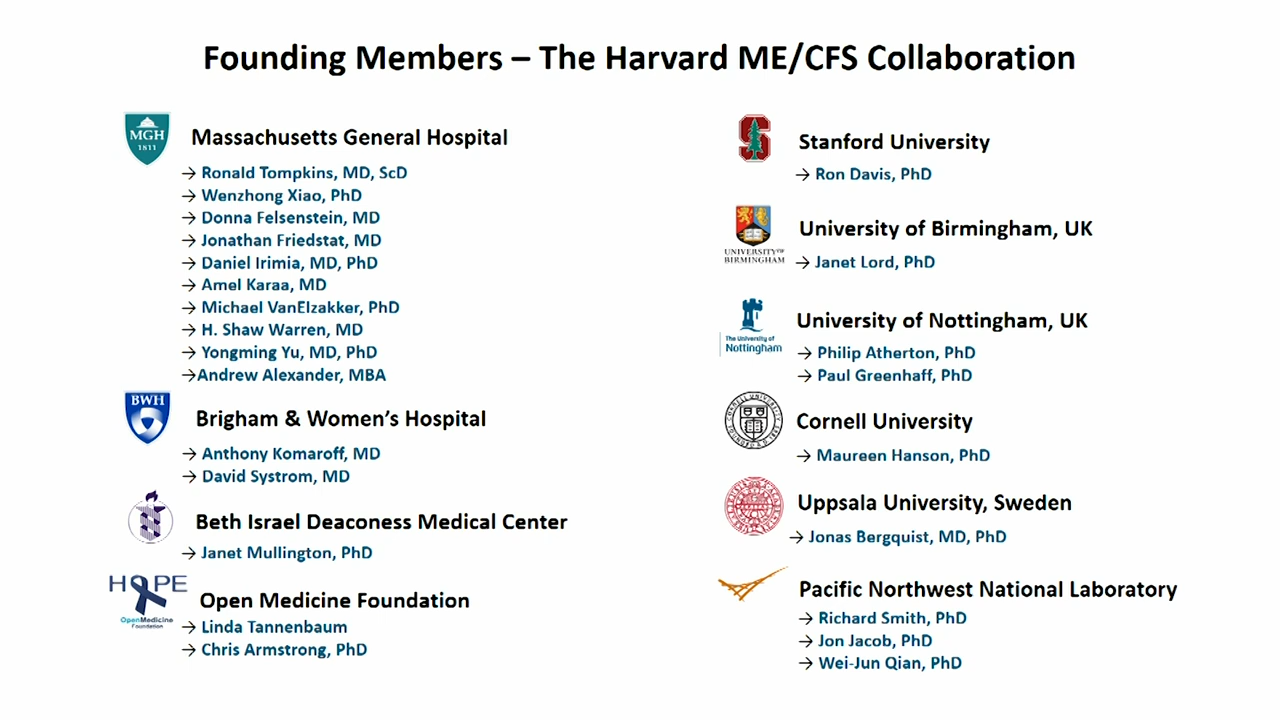 Founding Members – The Harvard ME/CFS Collaboration
MGH
1811
Massachusetts General Hospital
→ Ronald Tompkins, MD, ScD
→ Wenzhong Xiao, PhD
→ Donna Felsenstein, MD
→ Jonathan Friedstat, MD
→ Daniel Irimia, MD, PhD
→ Amel Karaa, MD
→ Michael VanElzakker, PhD
→ H. Shaw Warren, MD
→ Yongming Yu, MD, PhD
→Andrew Alexander, MBA
BWH
Brigham & Women's Hospital
→ Anthony Komaroff, MD
→ David Systrom, MD
Beth Israel Deaconess Medical Center
→ Janet Mullington, PhD
HOPE
OpenMedicine
Foundation
Open Medicine Foundation
→ Linda Tannenbaum
→ Chris Armstrong, PhD
S
Stanford University
→ Ron Davis, PhD
UNIVERSITY OF
BIRMINGHAM
University of Birmingham, UK
→ Janet Lord, PhD
The University of
Nottingham
University of Nottingham, UK
→ Philip Atherton, PhD
→ Paul Greenhaff, PhD
Cornell University
→ Maureen Hanson, PhD
Uppsala University, Sweden
→ Jonas Bergquist, MD, PhD
Pacific Northwest National Laboratory
→ Richard Smith, PhD
→ Jon Jacob, PhD
→ Wei-Jun Qian, PhD